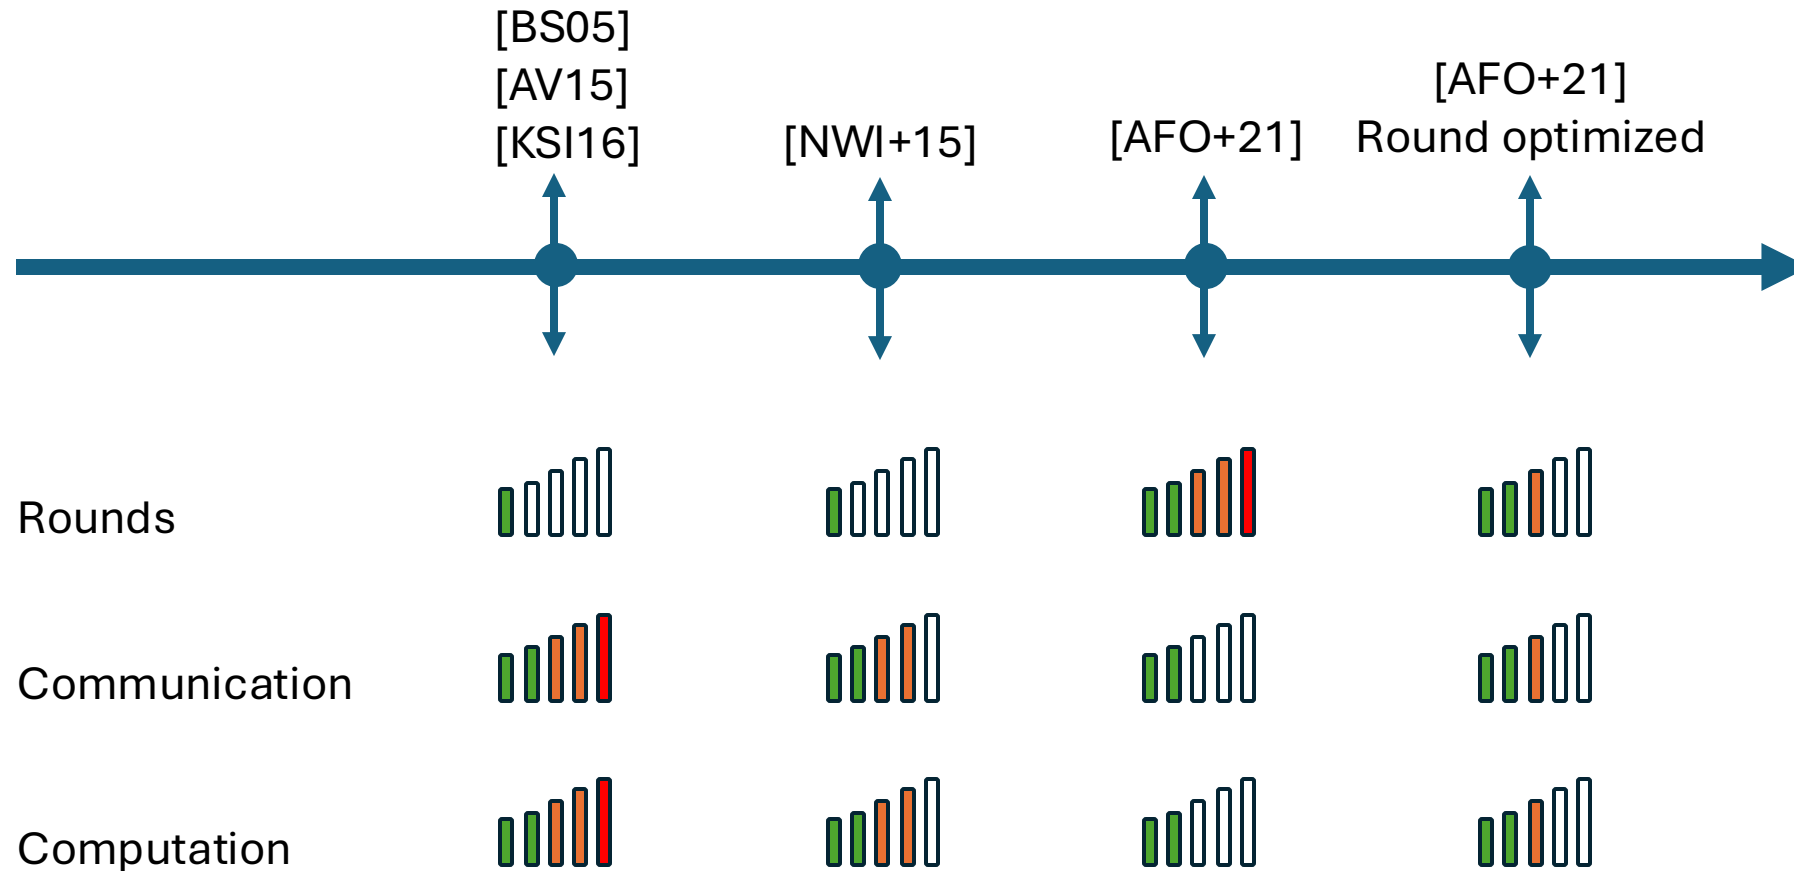 [BS05]
[AV15]
[KSI16]
[NWI+15]
[AFO+21]
[AFO+21]
Round optimized
Rounds
Communication
Computation